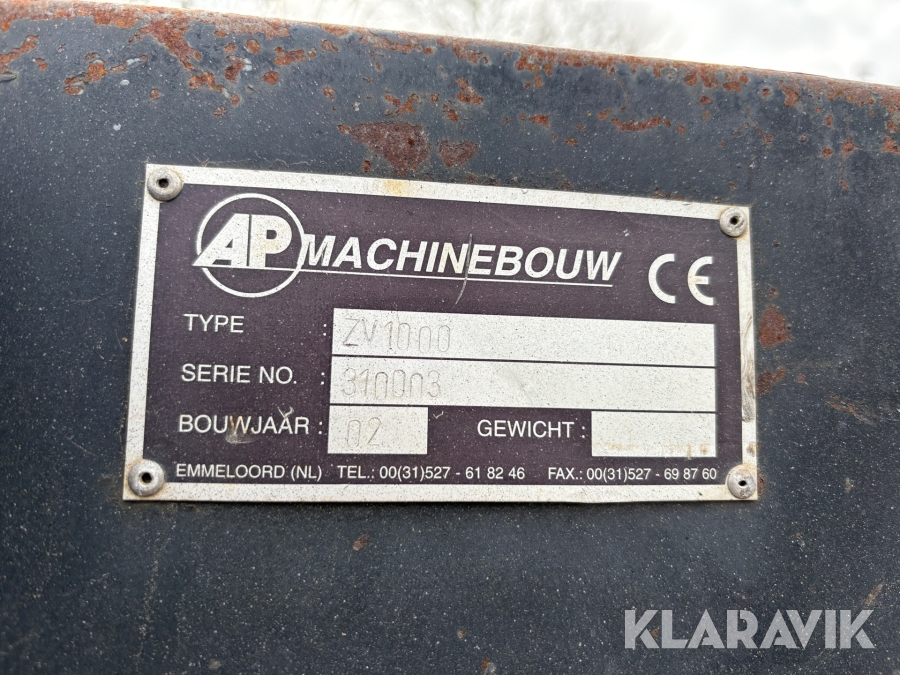 AP MACHINEBOUW CE
TYPE : ZV1000
SERIE NO. : 310003
BOUWJAAR : 02 GEWICHT :
EMMELOORD (NL) TEL.: 00(31)527 - 61 82 46 FAX.: 00(31)527 - 69 87 60
KLARAVIK